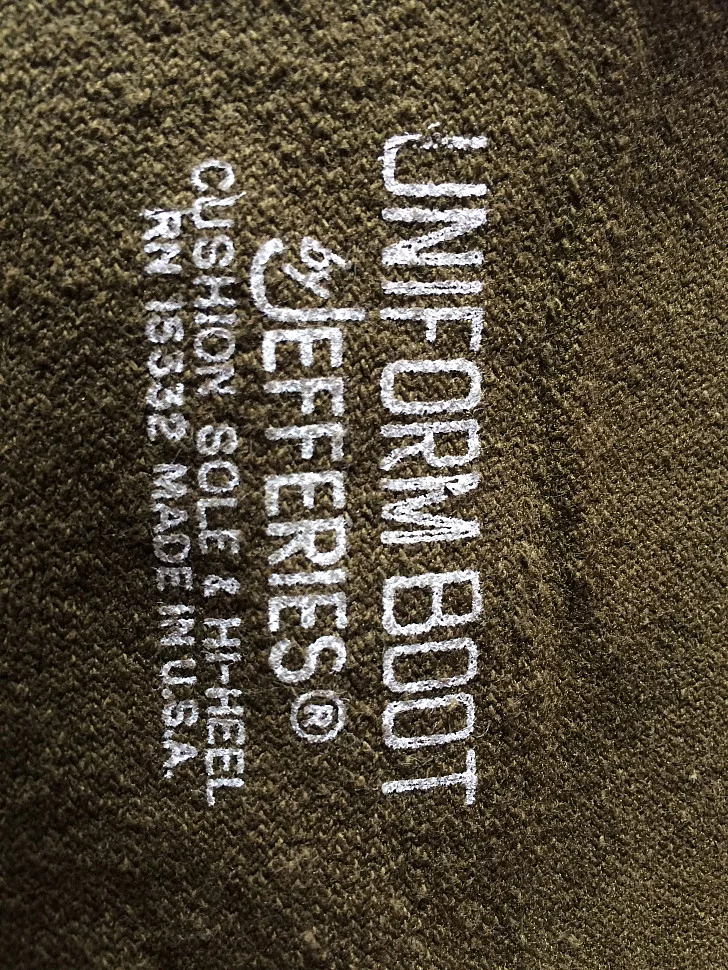 UNIFORM BOOT
by JEFFERIES®
CUSHION SOLE & HI-HEEL
RN 15332 MADE IN U.S.A.